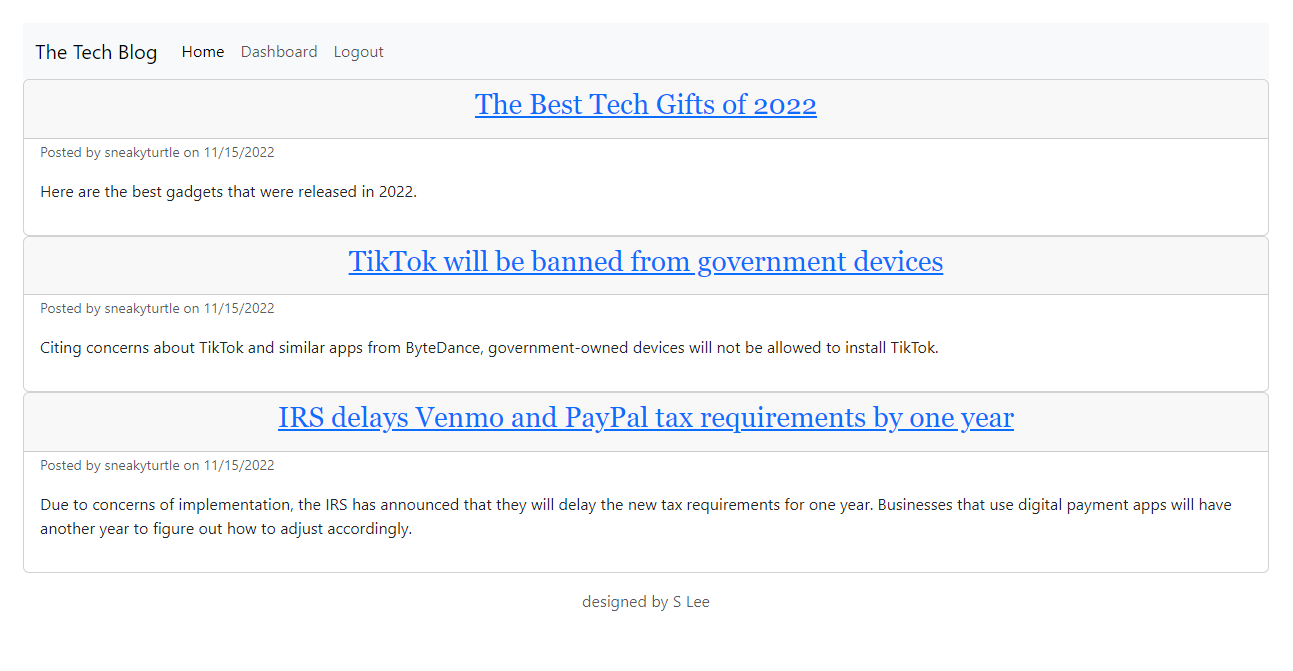 The Tech Blog Home Dashboard Logout
The Best Tech Gifts of 2022
Posted by sneakyturtle on 11/15/2022
Here are the best gadgets that were released in 2022.
TikTok will be banned from government devices
Posted by sneakyturtle on 11/15/2022
Citing concerns about TikTok and similar apps from ByteDance, government-owned devices will not be allowed to install TikTok.
IRS delays Venmo and PayPal tax requirements by one year
Posted by sneakyturtle on 11/15/2022
Due to concerns of implementation, the IRS has announced that they will delay the new tax requirements for one year. Businesses that use digital payment apps will have
another year to figure out how to adjust accordingly.
designed by S Lee